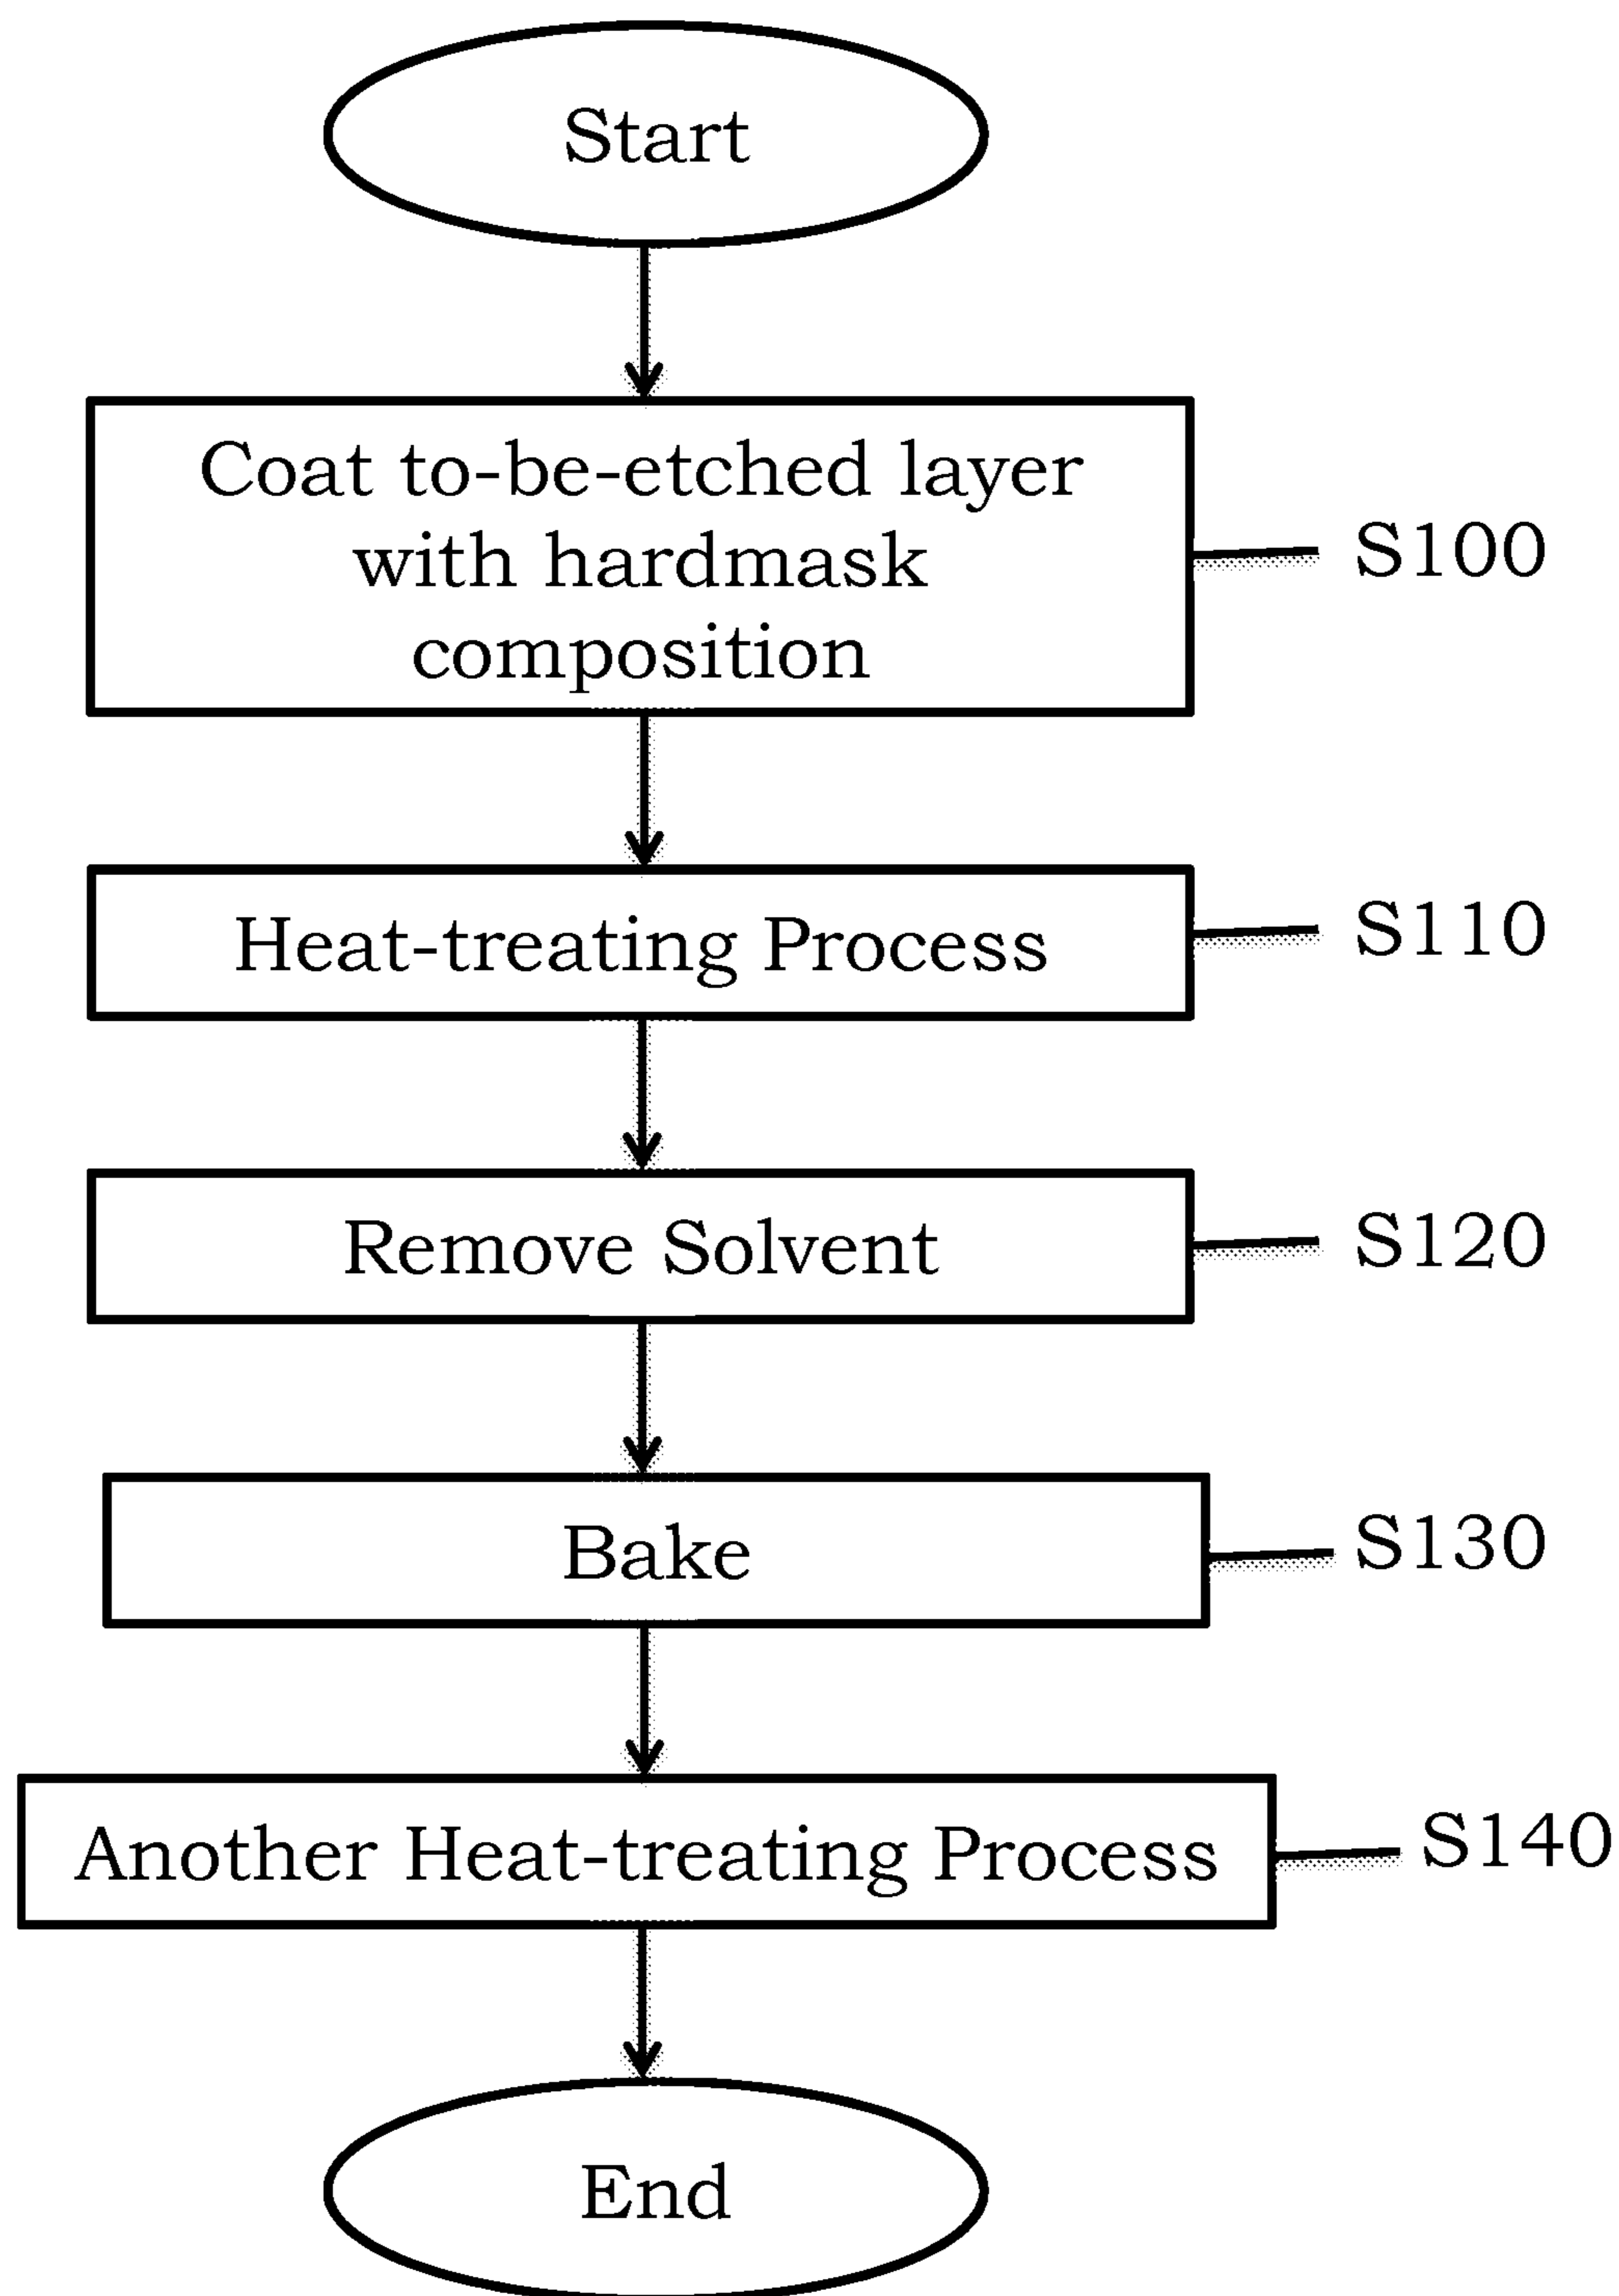 Start
Coat to-be-etched layer
with hardmask
composition
S100
Heat-treating Process
S110
Remove Solvent
S120
Bake
S130
Another Heat-treating Process
S140
End